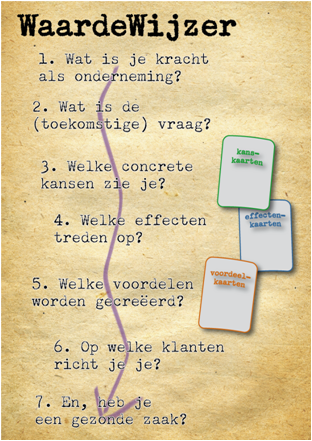 WaardeWijzer
1. Wat is je kracht
als onderneming?
2. Wat is de
(toekomstige) vraag?
3. Welke concrete
kansen zie je?
kans-
kaarten
4. Welke effecten
treden op?
effecten-
kaarten
5. Welke voordelen
worden gecreëerd?
voordeel-
kaarten
6. Op welke klanten
richt je je?
7. En, heb je
een gezonde zaak?